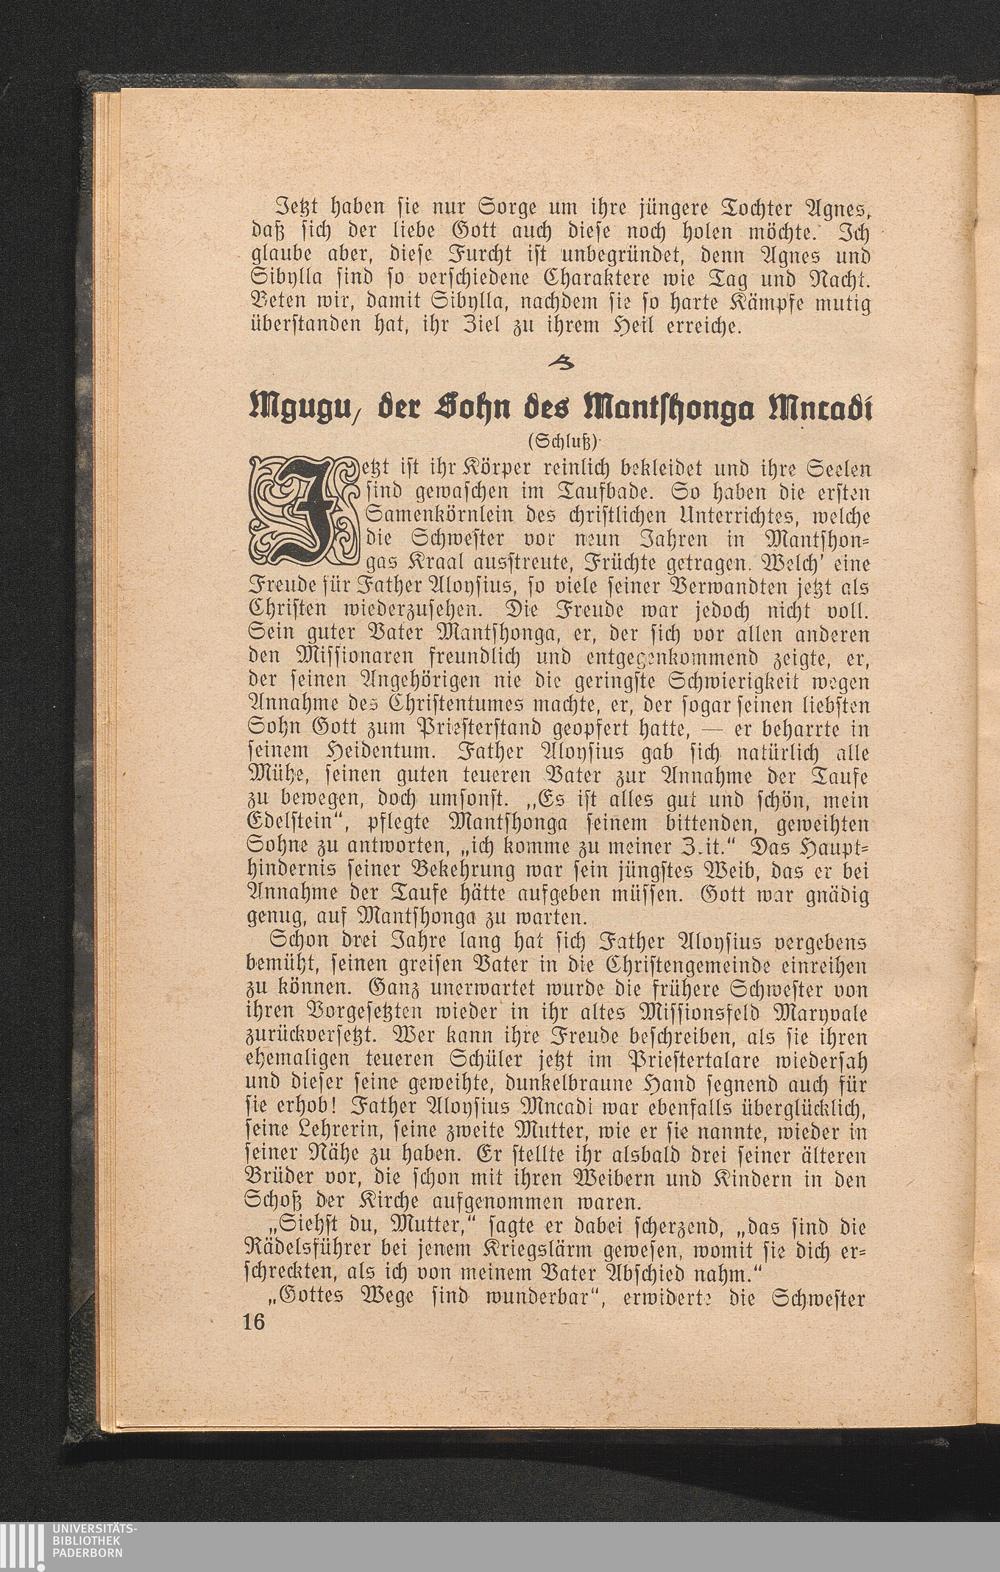 Jetzt haben sie nur Sorge um ihre jüngere Tochter Agnes,
daß sich der liebe Gott auch diese noch holen möchte. Ich
glaube aber, diese Furcht ist unbegründet, denn Agnes und
Sibylla sind so verschiedene Charaktere wie Tag und Nacht.
Beten wir, damit Sibylla, nachdem sie so harte Kämpfe mutig
überstanden hat, ihr Ziel zu ihrem Heil erreiche.
Mgugu, der Sohn des Mantshonga Mncadi
(Schluß)
Jetzt ist ihr Körper reinlich bekleidet und ihre Seelen
sind gewaschen im Taufbade. So haben die ersten
Samenkörnlein des christlichen Unterrichtes, welche
die Schwester vor neun Jahren in Mantshon-
gas Kraal ausstreute, Früchte getragen. Welch' eine
Freude für Father Aloysius, so viele seiner Verwandten jetzt als
Christen wiederzusehen. Die Freude war jedoch nicht voll.
Sein guter Vater Mantshonga, er, der sich vor allen anderen
den Missionaren freundlich und entgegenkommend zeigte, er,
der seinen Angehörigen nie die geringste Schwierigkeit wegen
Annahme des Christentumes machte, er, der sogar seinen liebsten
Sohn Gott zum Priesterstand geopfert hatte, — er beharrte in
seinem Heidentum. Father Aloysius gab sich natürlich alle
Mühe, seinen guten teueren Vater zur Annahme der Taufe
zu bewegen, doch umsonst. „Es ist alles gut und schön, mein
Edelstein“, pflegte Mantshonga seinem bittenden, geweihten
Sohne zu antworten, „ich komme zu meiner Z.it.“ Das Haupt-
hindernis seiner Bekehrung war sein jüngstes Weib, das er bei
Annahme der Taufe hätte aufgeben müssen. Gott war gnädig
genug, auf Mantshonga zu warten.
Schon drei Jahre lang hat sich Father Aloysius vergebens
bemüht, seinen greisen Vater in die Christengemeinde einreihen
zu können. Ganz unerwartet wurde die frühere Schwester von
ihren Vorgesetzten wieder in ihr altes Missionsfeld Maryvale
zurückversetzt. Wer kann ihre Freude beschreiben, als sie ihren
ehemaligen teueren Schüler jetzt im Priestertalare wiedersah
und dieser seine geweihte, dunkelbraune Hand segnend auch für
sie erhob! Father Aloysius Mncadi war ebenfalls überglücklich,
seine Lehrerin, seine zweite Mutter, wie er sie nannte, wieder in
seiner Nähe zu haben. Er stellte ihr alsbald drei seiner älteren
Brüder vor, die schon mit ihren Weibern und Kindern in den
Schoß der Kirche aufgenommen waren.
„Siehst du, Mutter,“ sagte er dabei scherzend, „das sind die
Rädelsführer bei jenem Kriegslärm gewesen, womit sie dich er-
schreckten, als ich von meinem Vater Abschied nahm.“
„Gottes Wege sind wunderbar“, erwiderte die Schwester
16
UNIVERSITÄTS-
BIBLIOTHEK
PADERBORN